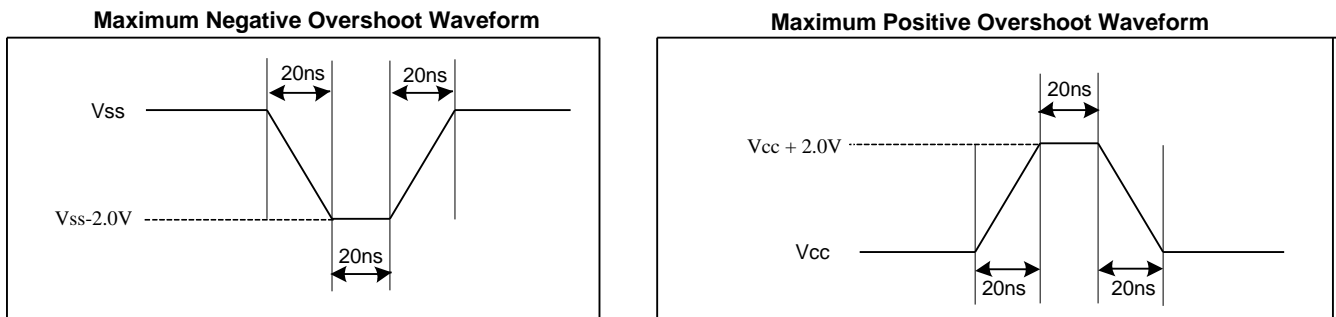 Maximum Negative Overshoot Waveform
20ns
20ns
Vss
Vss-2.0V
20ns
Maximum Positive Overshoot Waveform
20ns
Vcc + 2.0V
Vcc
20ns
20ns